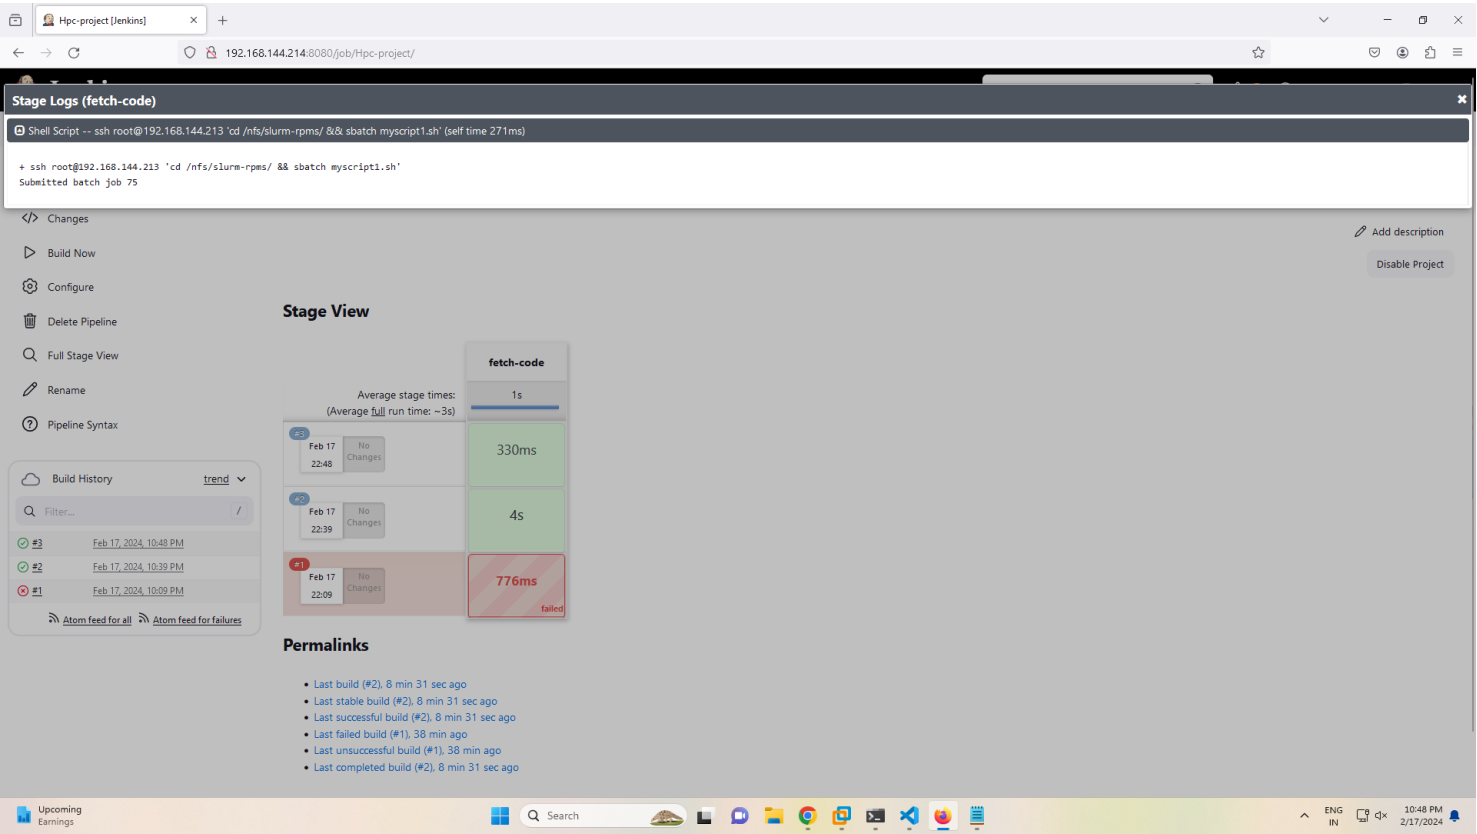 Hpc-project [Jenkins]
192.168.144.214:8080/job/Hpc-project/
Stage Logs (fetch-code)
Shell Script -- ssh root@192.168.144.213 'cd /nfs/slurm-rpms/ && sbatch myscript1.sh' (self time 271ms)
+ ssh root@192.168.144.213 'cd /nfs/slurm-rpms/ && sbatch myscript1.sh'
Submitted batch job 75
Changes
Add description
Build Now
Disable Project
Configure
Delete Pipeline
Full Stage View
Rename
Pipeline Syntax
Stage View
fetch-code
Average stage times:
(Average full run time: ~3s)
1s
#3
Feb 17
22:48
No
Changes
330ms
#2
Feb 17
22:39
No
Changes
4s
#1
Feb 17
22:09
No
Changes
776ms
failed
Build History
trend
Filter...
/
#3 Feb 17, 2024, 10:48 PM
#2 Feb 17, 2024, 10:39 PM
#1 Feb 17, 2024, 10:09 PM
Atom feed for all
Atom feed for failures
Permalinks
Last build (#2), 8 min 31 sec ago
Last stable build (#2), 8 min 31 sec ago
Last successful build (#2), 8 min 31 sec ago
Last failed build (#1), 38 min ago
Last unsuccessful build (#1), 38 min ago
Last completed build (#2), 8 min 31 sec ago
Upcoming
Earnings
Search
ENG
IN
10:48 PM
2/17/2024